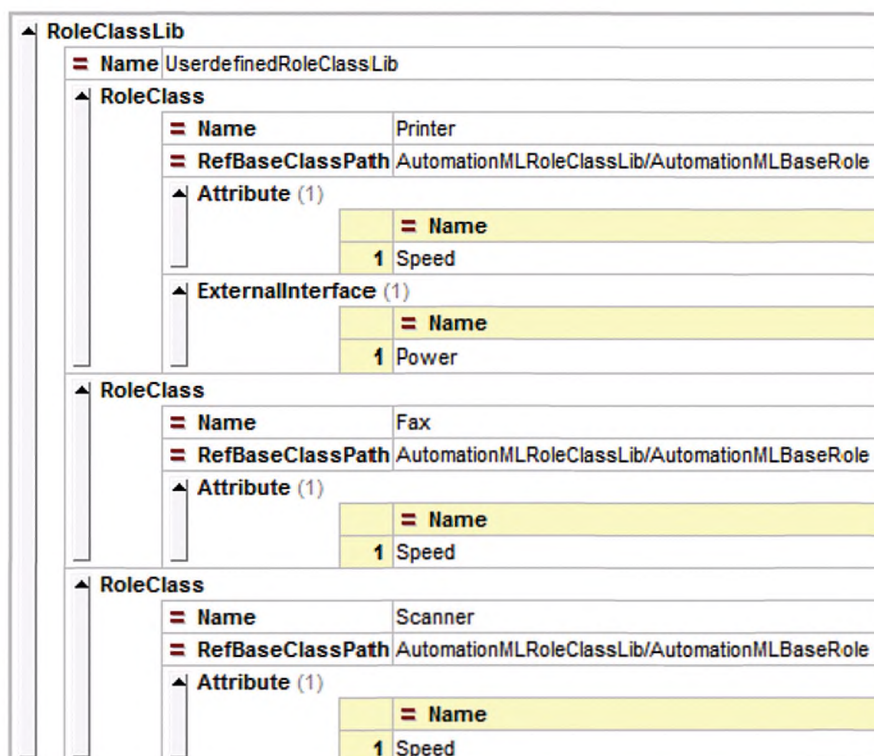 RoleClassLib
= Name UserdefinedRoleClassLib
RoleClass
= Name Printer
= RefBaseClassPath AutomationMLRoleClassLib/AutomationMLBaseRole
Attribute (1)
= Name
1 Speed
ExternalInterface (1)
= Name
1 Power
RoleClass
= Name Fax
= RefBaseClassPath AutomationMLRoleClassLib/AutomationMLBaseRole
Attribute (1)
= Name
1 Speed
RoleClass
= Name Scanner
= RefBaseClassPath AutomationMLRoleClassLib/AutomationMLBaseRole
Attribute (1)
= Name
1 Speed